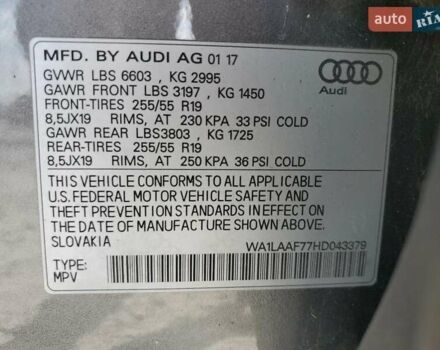 auto
RIA
MFD. BY AUDI AG 01 17
GVWR LBS 6603 , KG 2995
GAWR FRONT LBS 3197 , KG 1450
FRONT-TIRES 255/55 R19
8,5JX19 RIMS, AT 230 KPA 33 PSI COLD
GAWR REAR LBS3803 , KG 1725
REAR-TIRES 255/55 R19
8,5JX19 RIMS, AT 250 KPA 36 PSI COLD
Audi
THIS VEHICLE CONFORMS TO ALL APPLICABLE
U.S. FEDERAL MOTOR VEHICLE SAFETY AND
THEFT PREVENTION STANDARDS IN EFFECT ON
THE DATE OF MANUFACTURE SHOWN ABOVE.
SLOVAKIA WA1LAAF77HD043379
TYPE:
MPV